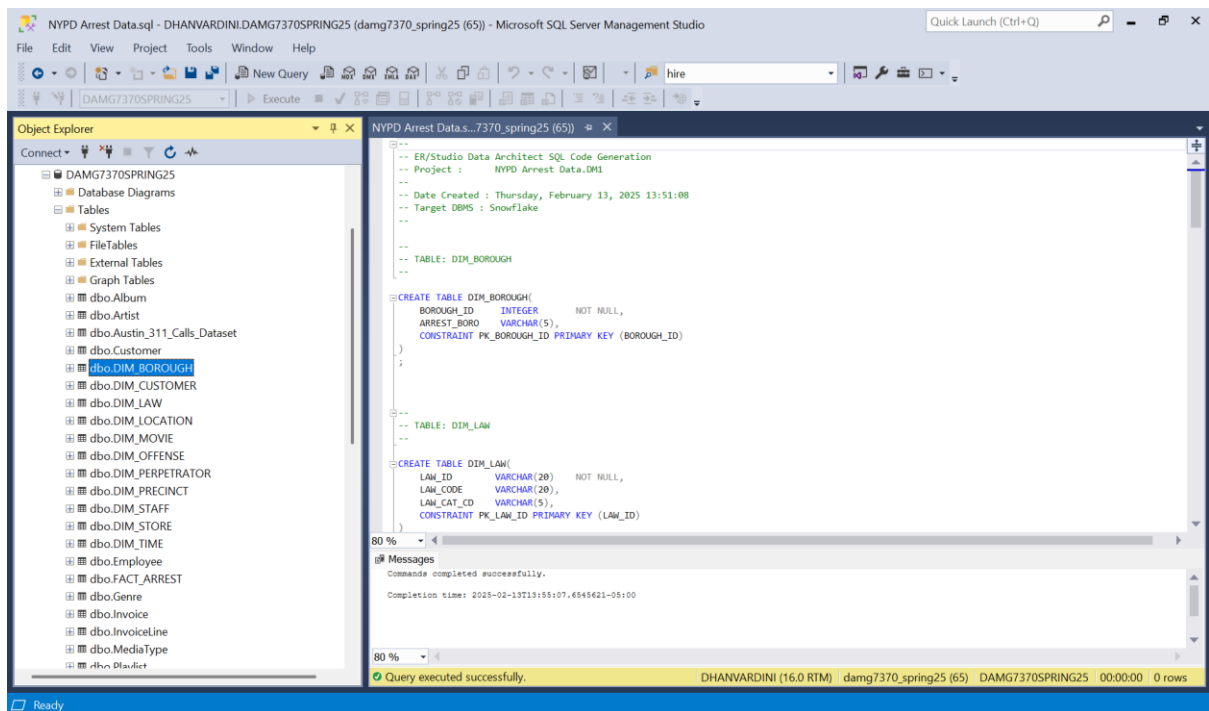 NYPD Arrest Data.sql - DHANVARDINI.DAMG7370SPRING25 (damg7370_spring25 (65)) - Microsoft SQL Server Management Studio
Quick Launch (Ctrl+Q)
File Edit View Project Tools Window Help
New Query MDX DMX XMLA DAX hire
DAMG7370SPRING25 Execute
Object Explorer
Connect
DAMG7370SPRING25
Database Diagrams
Tables
System Tables
FileTables
External Tables
Graph Tables
dbo.Album
dbo.Artist
dbo.Austin_311_Calls_Dataset
dbo.Customer
dbo.DIM_BOROUGH
dbo.DIM_CUSTOMER
dbo.DIM_LAW
dbo.DIM_LOCATION
dbo.DIM_MOVIE
dbo.DIM_OFFENSE
dbo.DIM_PERPETRATOR
dbo.DIM_PRECINCT
dbo.DIM_STAFF
dbo.DIM_STORE
dbo.DIM_TIME
dbo.Employee
dbo.FACT_ARREST
dbo.Genre
dbo.Invoice
dbo.InvoiceLine
dbo.MediaType
dbo.Playlist
NYPD Arrest Data.s...7370_spring25 (65))
--
-- ER/Studio Data Architect SQL Code Generation
-- Project : NYPD Arrest Data.DM1
--
-- Date Created : Thursday, February 13, 2025 13:51:08
-- Target DBMS : Snowflake
--
--
-- TABLE: DIM_BOROUGH
--
CREATE TABLE DIM_BOROUGH(
BOROUGH_ID INTEGER NOT NULL,
ARREST_BORO VARCHAR(5),
CONSTRAINT PK_BOROUGH_ID PRIMARY KEY (BOROUGH_ID)
)
;
--
-- TABLE: DIM_LAW
--
CREATE TABLE DIM_LAW(
LAW_ID VARCHAR(20) NOT NULL,
LAW_CODE VARCHAR(20),
LAW_CAT_CD VARCHAR(5),
CONSTRAINT PK_LAW_ID PRIMARY KEY (LAW_ID)
)
80 %
Messages
Commands completed successfully.
Completion time: 2025-02-13T13:55:07.6545621-05:00
80 %
Query executed successfully. DHANVARDINI (16.0 RTM) damg7370_spring25 (65) DAMG7370SPRING25 00:00:00 0 rows
Ready